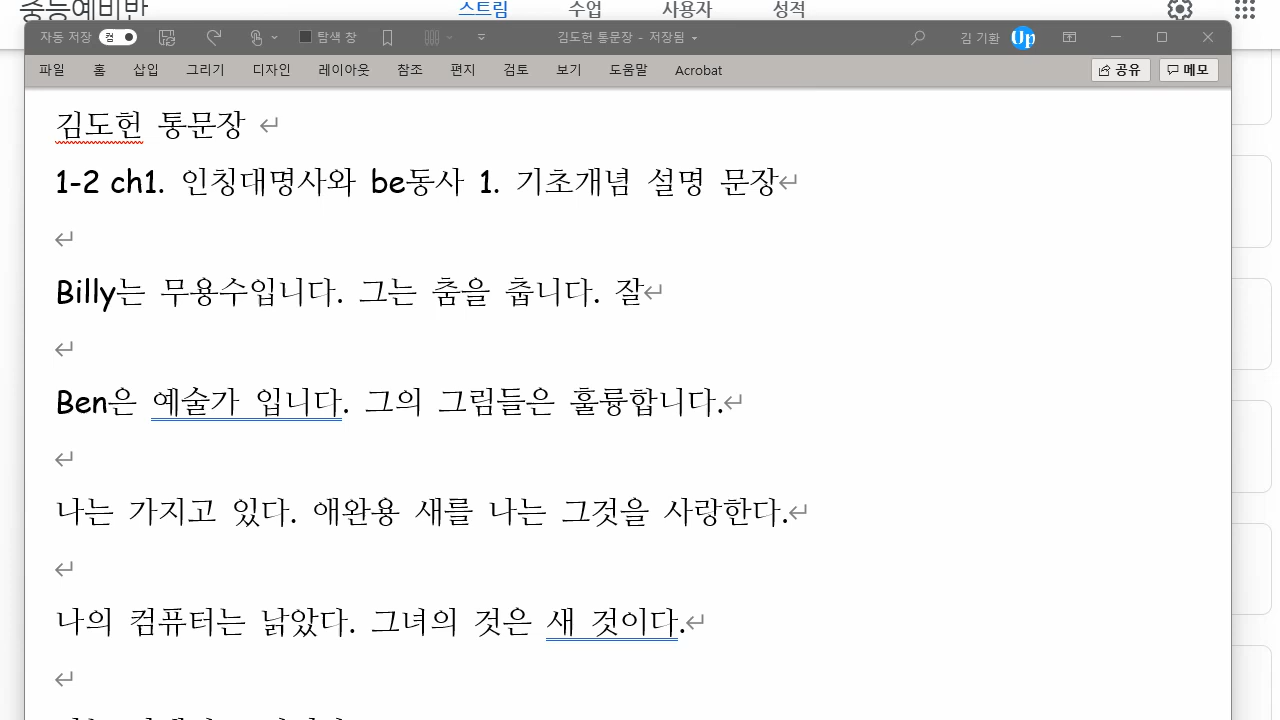 중등예비반 스트림 수업 사용자 성적
자동 저장 컴 탐색 창 김도헌 통문장 - 저장됨 김 기환 Up
파일 홈 삽입 그리기 디자인 레이아웃 참조 편지 검토 보기 도움말 Acrobat 공유 메모
김도헌 통문장
1-2 ch1. 인칭대명사와 be동사 1. 기초개념 설명 문장
Billy는 무용수입니다. 그는 춤을 춥니다. 잘
Ben은 예술가 입니다. 그의 그림들은 훌륭합니다.
나는 가지고 있다. 애완용 새를 나는 그것을 사랑한다.
나의 컴퓨터는 낡았다. 그녀의 것은 새 것이다.